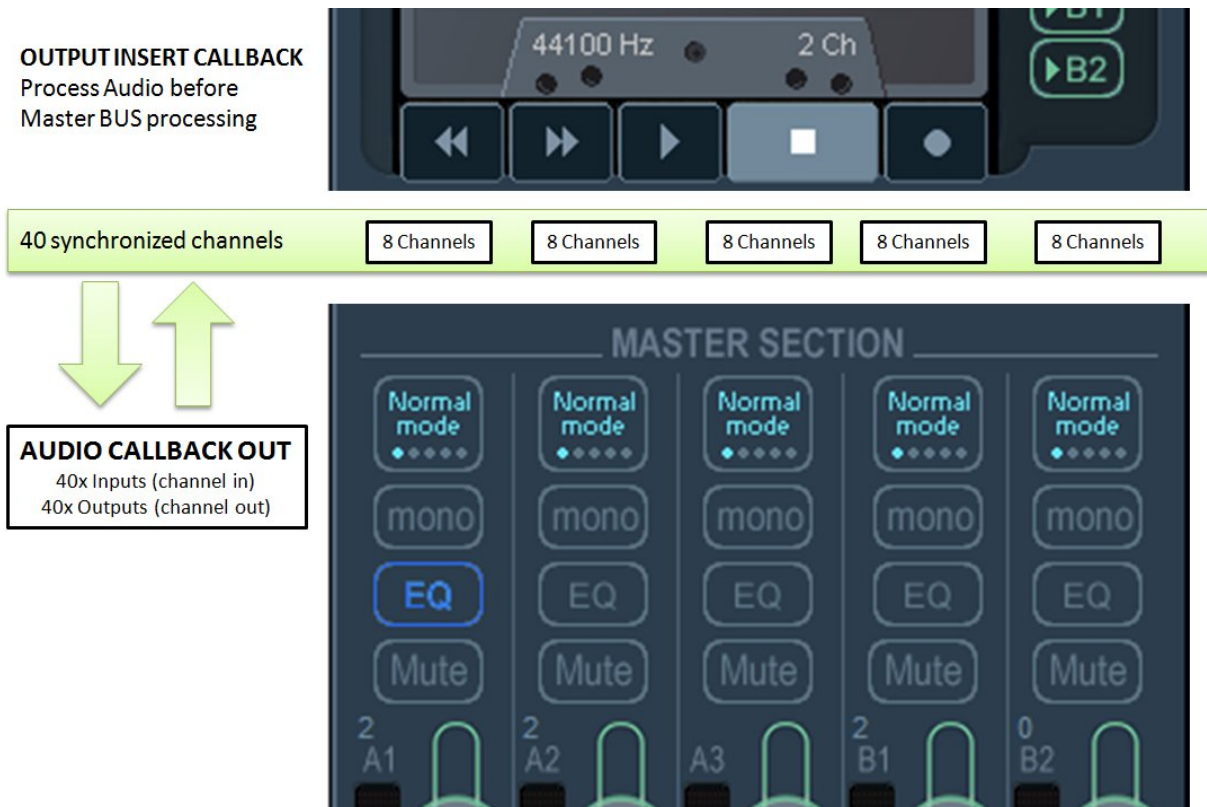 OUTPUT INSERT CALLBACK
Process Audio before
Master BUS processing
44100 Hz
2 Ch
B1
B2
40 synchronized channels
8 Channels
8 Channels
8 Channels
8 Channels
8 Channels
AUDIO CALLBACK OUT
40x Inputs (channel in)
40x Outputs (channel out)
MASTER SECTION
Normal
mode
Normal
mode
Normal
mode
Normal
mode
Normal
mode
mono
mono
mono
mono
mono
EQ
EQ
EQ
EQ
EQ
Mute
Mute
Mute
Mute
Mute
2
A1
2
A2
A3
2
B1
0
B2